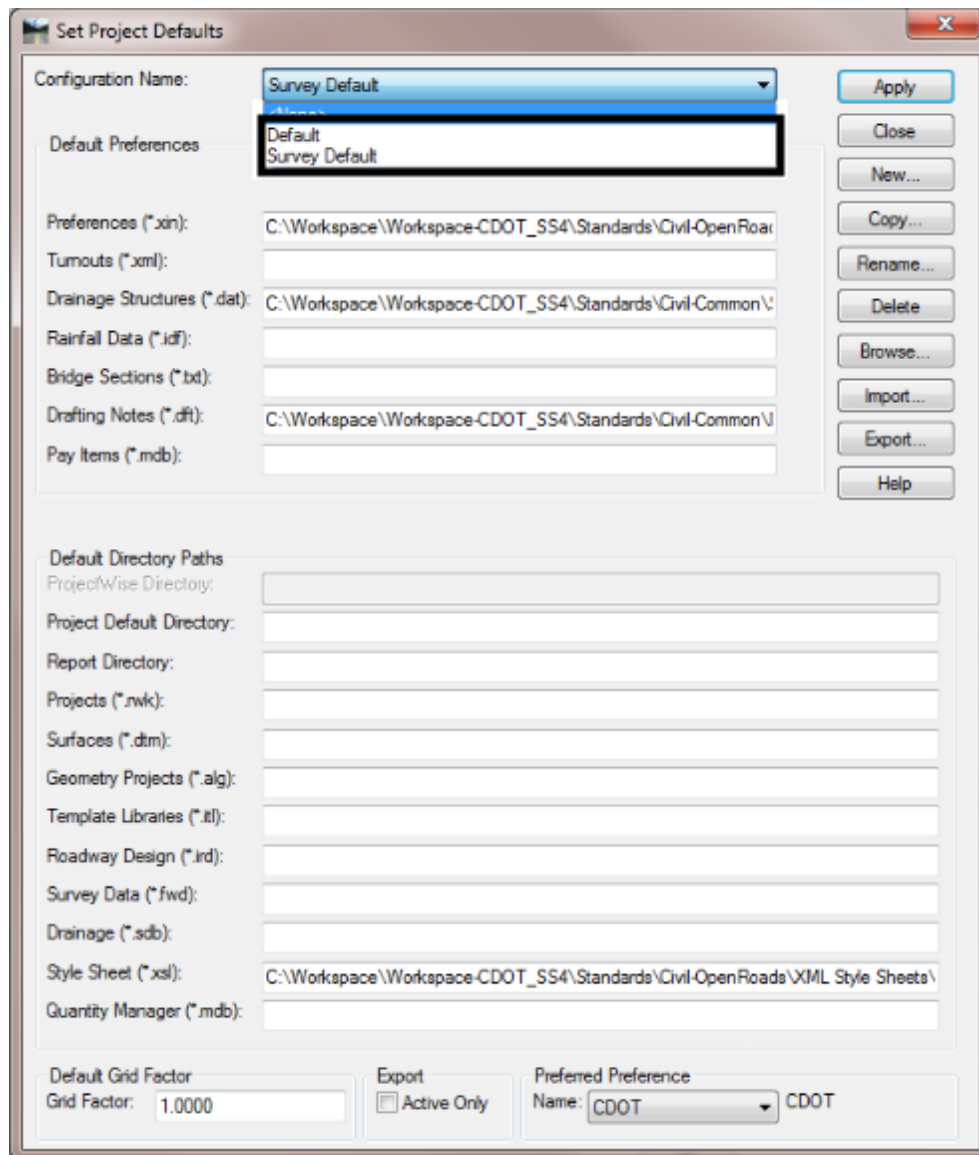 Set Project Defaults
Configuration Name: Survey Default
<None>
Default
Survey Default
Default Preferences
Preferences (*.xin): C:\Workspace\Workspace-CDOT_SS4\Standards\Civil-OpenRoad
Turnouts (*.xml):
Drainage Structures (*.dat): C:\Workspace\Workspace-CDOT_SS4\Standards\Civil-Common\
Rainfall Data (*.idf):
Bridge Sections (*.txt):
Drafting Notes (*.dft): C:\Workspace\Workspace-CDOT_SS4\Standards\Civil-Common\
Pay Items (*.mdb):
Apply
Close
New...
Copy...
Rename...
Delete
Browse...
Import...
Export...
Help
Default Directory Paths
ProjectWise Directory:
Project Default Directory:
Report Directory:
Projects (*.rwk):
Surfaces (*.dtm):
Geometry Projects (*.alg):
Template Libraries (*.itl):
Roadway Design (*.ird):
Survey Data (*.fwd):
Drainage (*.sdb):
Style Sheet (*.xsl): C:\Workspace\Workspace-CDOT_SS4\Standards\Civil-OpenRoads\XML Style Sheets\
Quantity Manager (*.mdb):
Default Grid Factor
Grid Factor: 1.0000
Export
Active Only
Preferred Preference
Name: CDOT CDOT